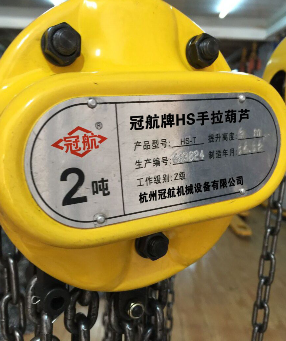 冠航®
2吨
冠航牌HS手拉葫芦
产品型号: HS-T 提升高度: m
生产编号: 制造年月:
工作级别: Z级
杭州冠航机械设备有限公司